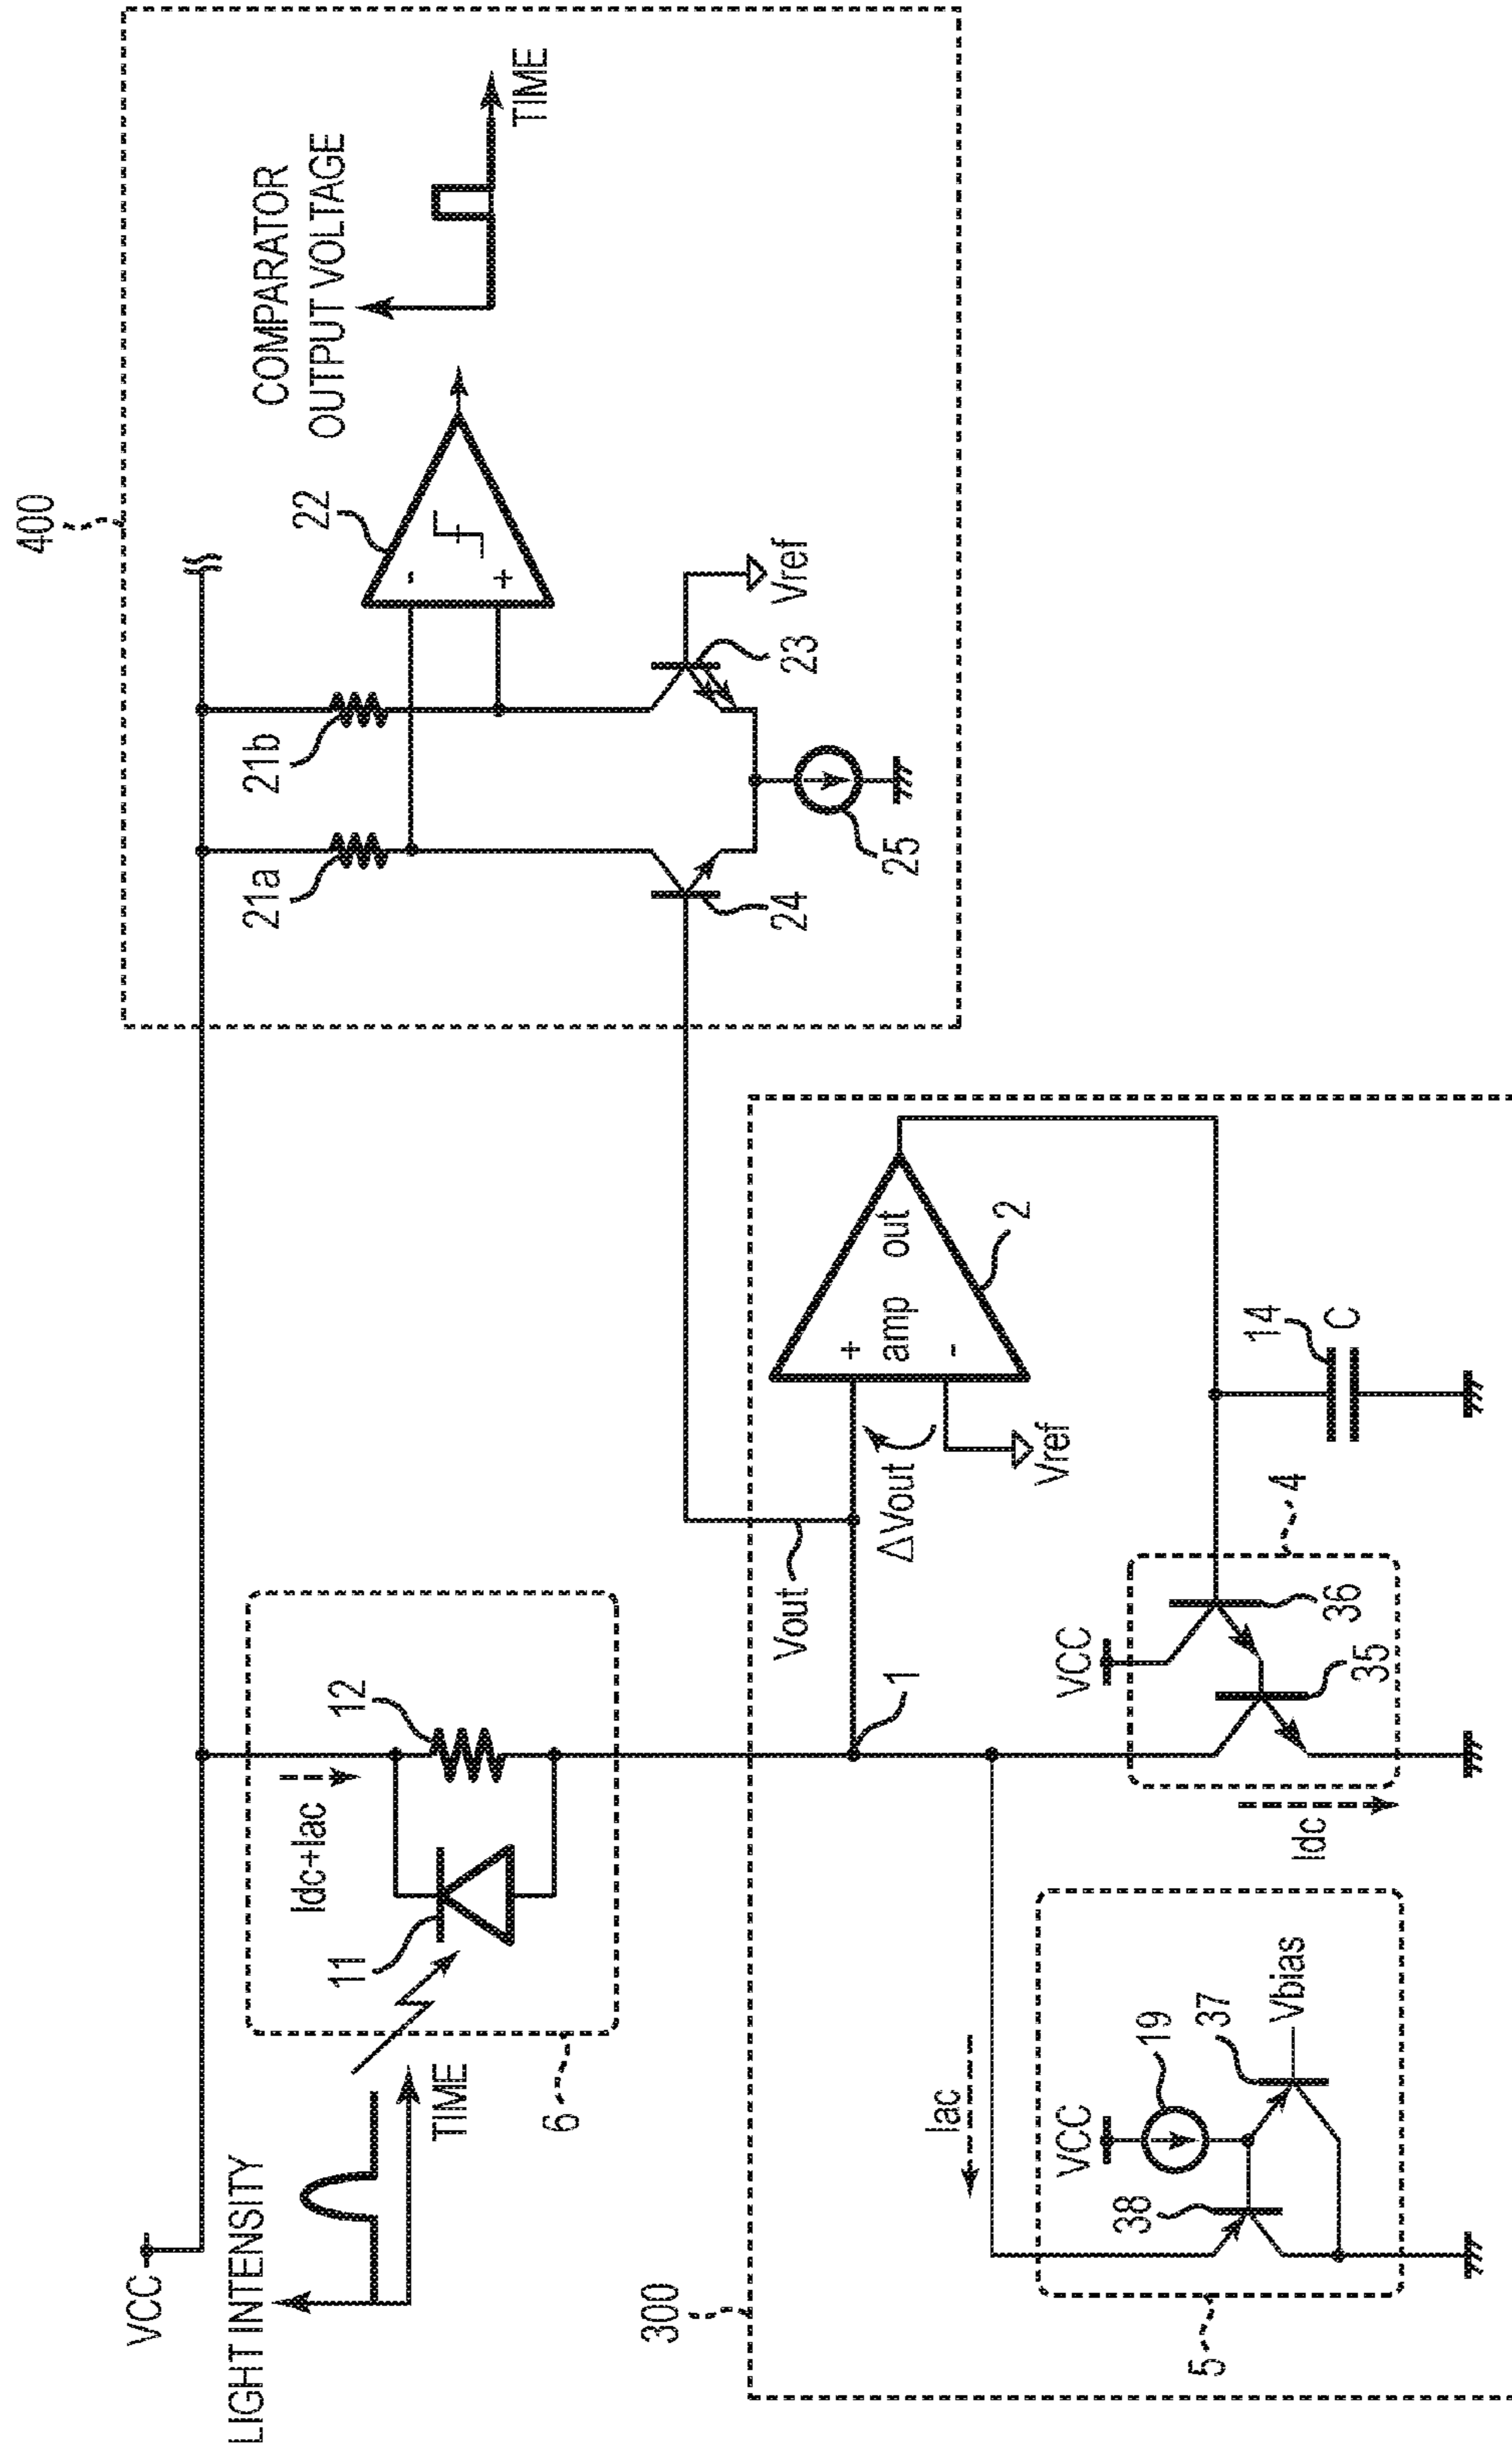 400
VCC
LIGHT INTENSITY
TIME
Idc+Iac
11
12
6
21a
21b
22
-
+
COMPARATOR
OUTPUT VOLTAGE
TIME
24
23
25
Vref
300
Vout
1
ΔVout
+
-
amp out
2
Vref
Iac
VCC
19
38
37
Vbias
5
Idc
VCC
36
35
4
14
C